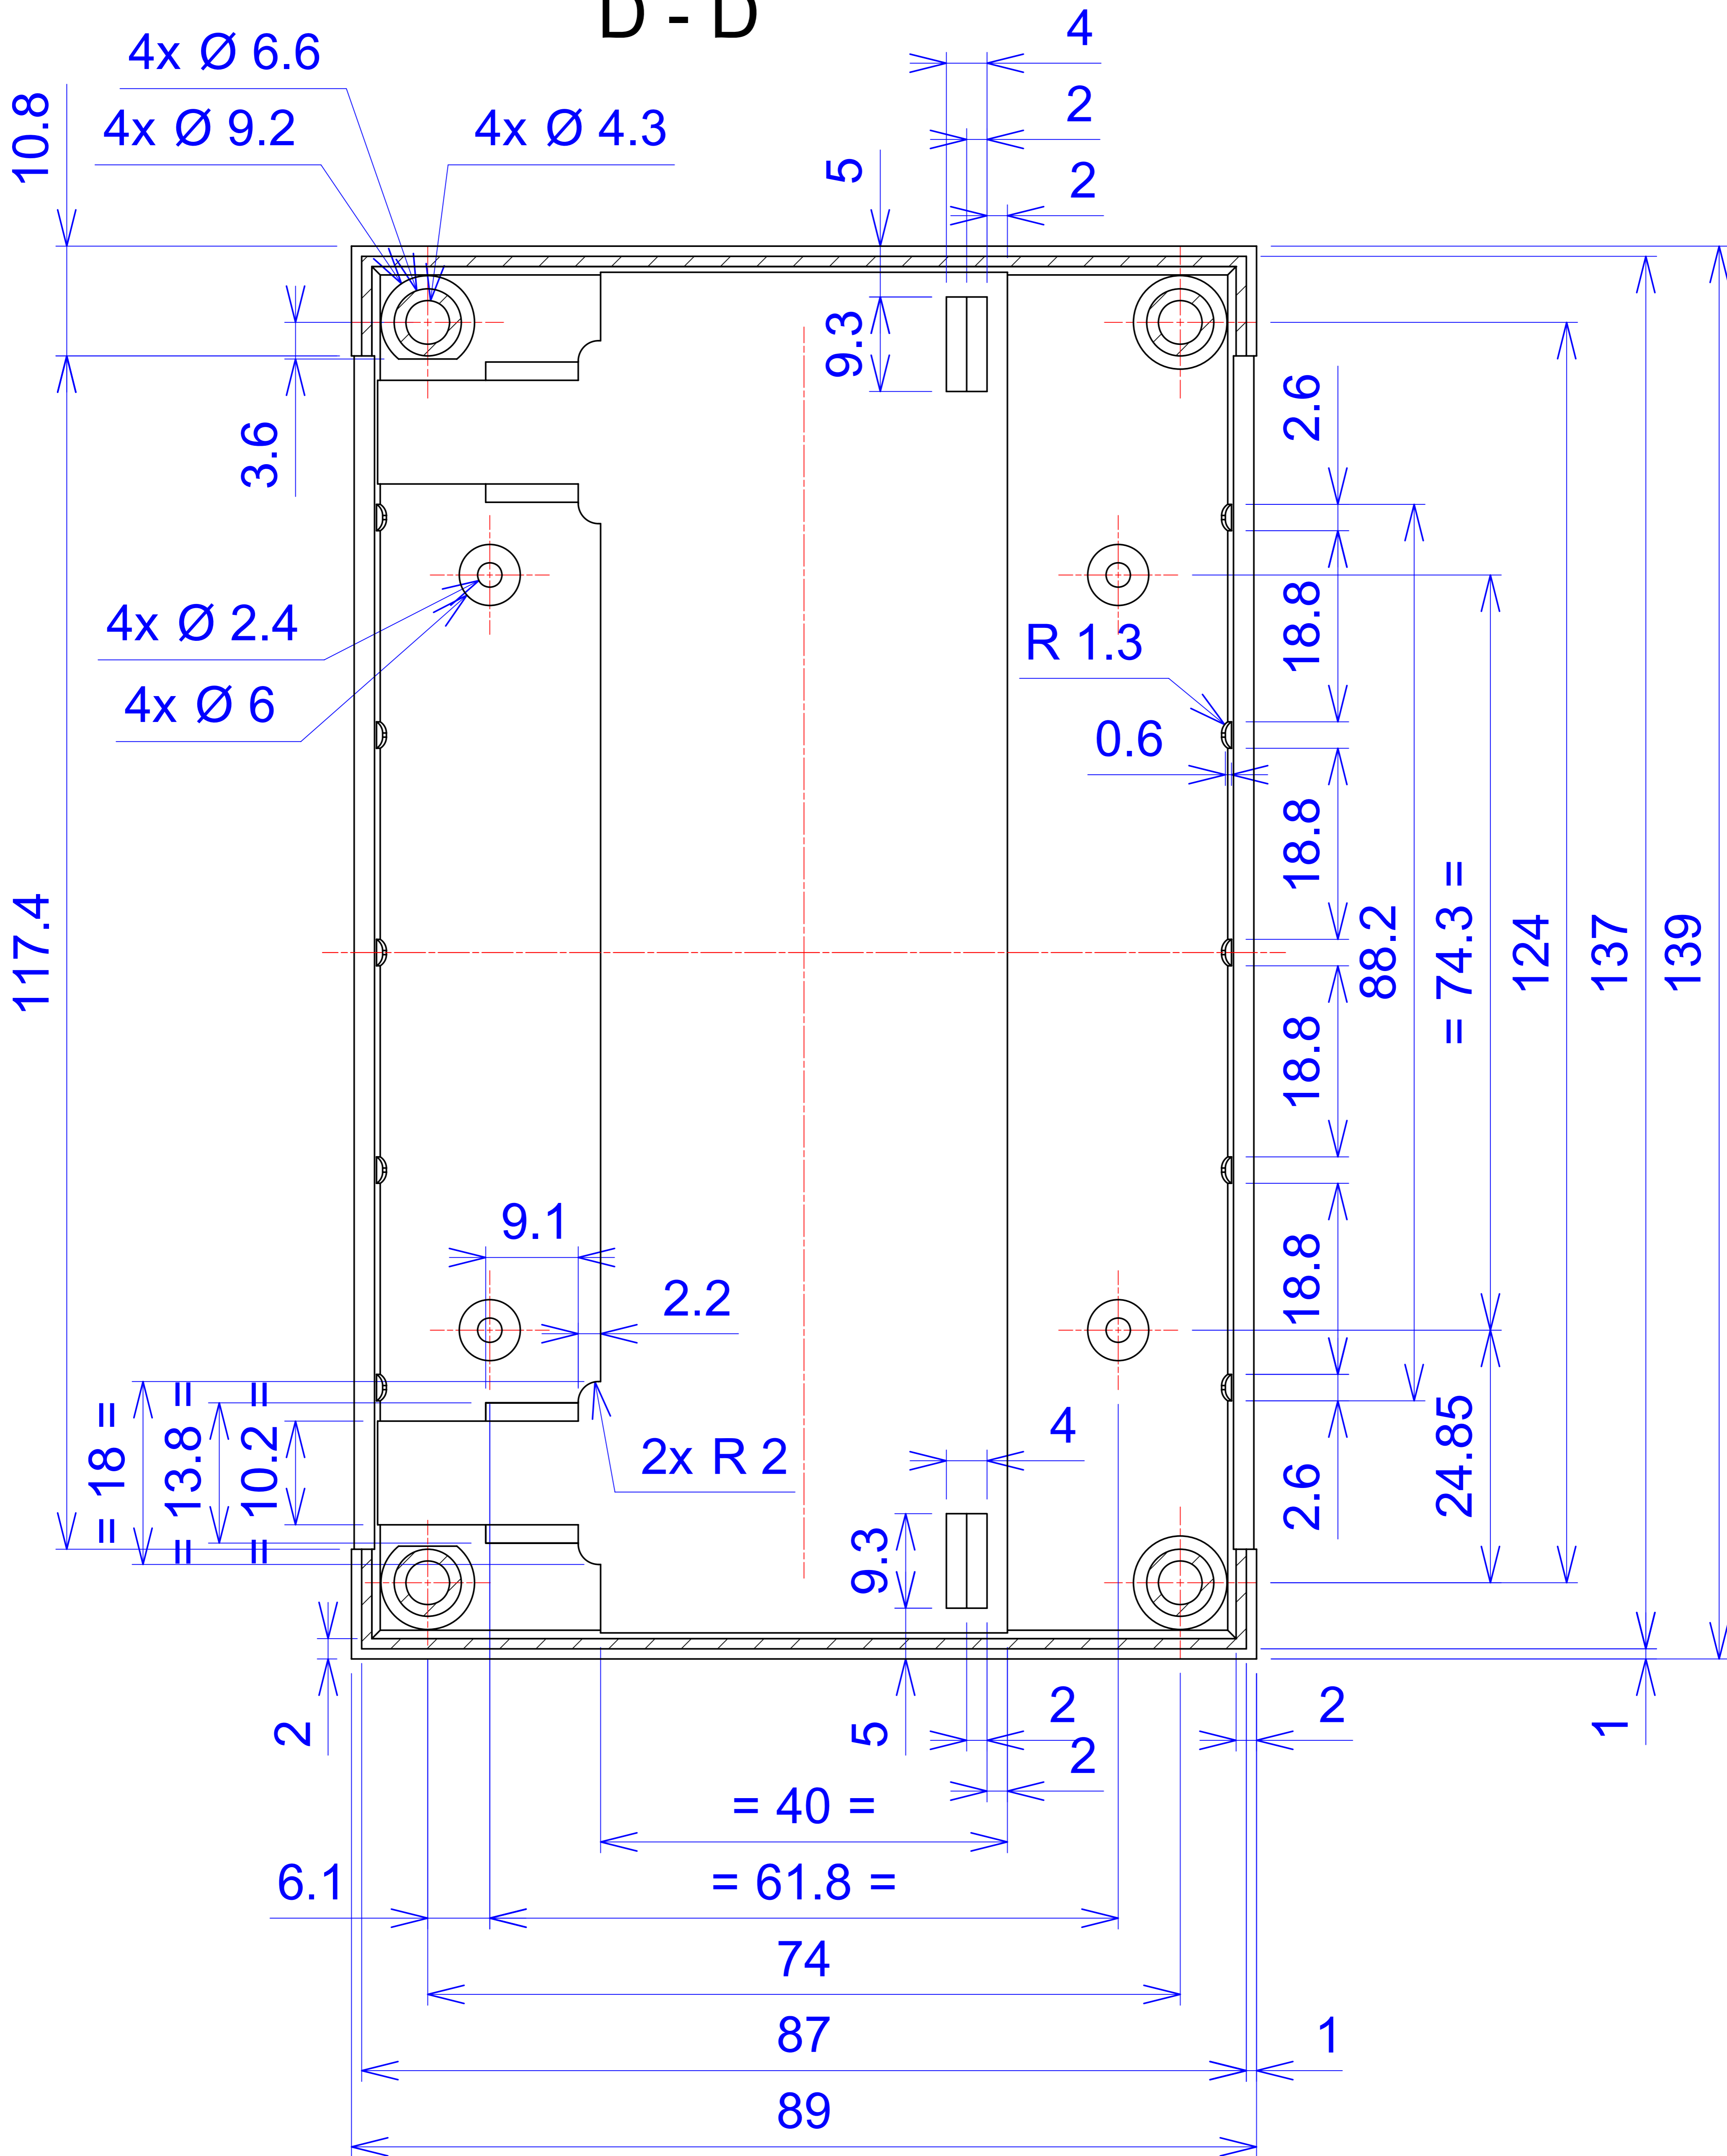 D - D
4x Ø 6.6
4
10.8
4x Ø 9.2
4x Ø 4.3
2
5
2
9.3
2.6
3.6
4x Ø 2.4
18.8
R 1.3
4x Ø 6
0.6
18.8
117.4
88.2
= 74.3 =
124
137
139
18.8
9.1
18.8
2.2
= 18 =
= 13.8 =
= 10.2 =
4
2x R 2
24.85
2.6
9.3
2
5
2
2
1
2
= 40 =
6.1
= 61.8 =
74
87
1
89